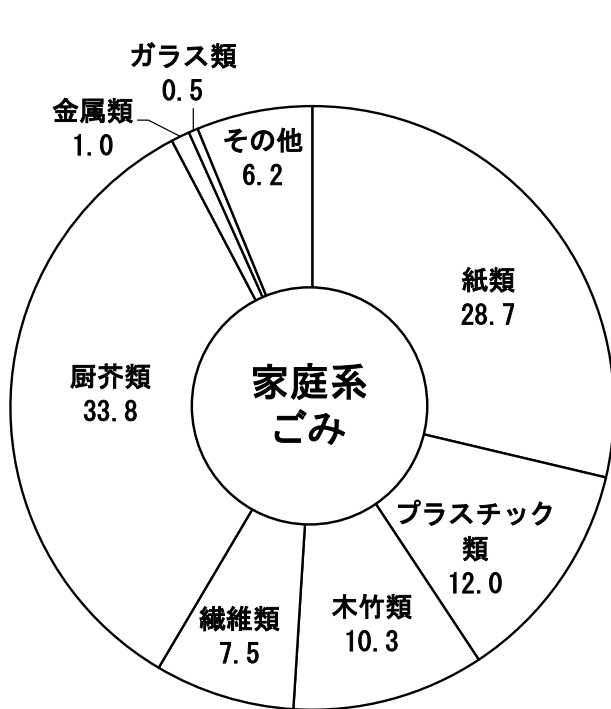 ガラス類
0.5
金属類
1.0
その他
6.2
紙類
28.7
厨芥類
33.8
家庭系
ごみ
プラスチック
類
12.0
木竹類
10.3
繊維類
7.5